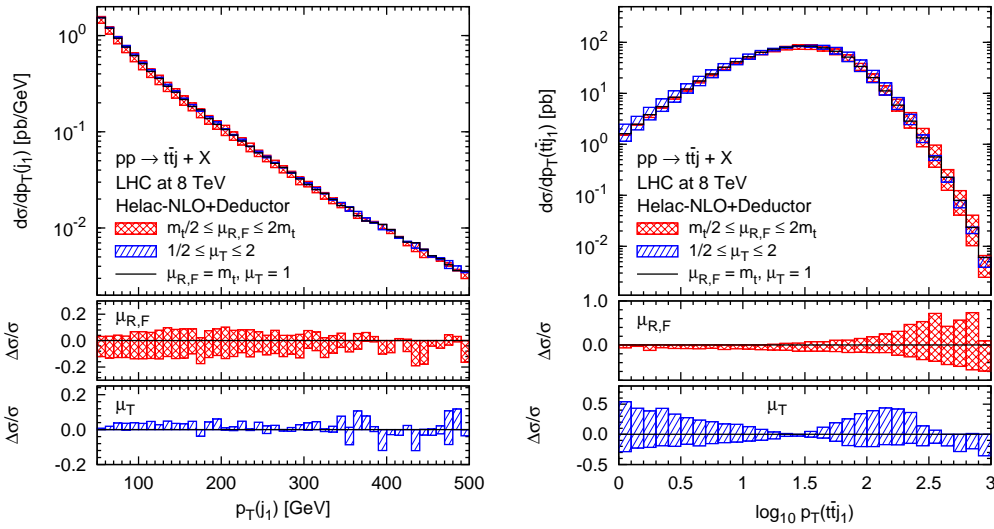 dσ/dp_T(j_1) [pb/GeV]
10^0
10^-1
10^-2
pp → tt̄j + X
LHC at 8 TeV
Helac-NLO+Deductor
m_t/2 ≤ μ_R,F ≤ 2m_t
1/2 ≤ μ_T ≤ 2
μ_R,F = m_t, μ_T = 1
Δσ/σ
0.2
0.0
-0.2
μ_R,F
Δσ/σ
0.2
0.0
-0.2
μ_T
100 200 300 400 500
p_T(j_1) [GeV]
dσ/dp_T(tt̄j_1) [pb]
10^2
10^1
10^0
10^-1
10^-2
pp → tt̄j + X
LHC at 8 TeV
Helac-NLO+Deductor
m_t/2 ≤ μ_R,F ≤ 2m_t
1/2 ≤ μ_T ≤ 2
μ_R,F = m_t, μ_T = 1
Δσ/σ
1.0
0.0
μ_R,F
Δσ/σ
0.5
0.0
-0.5
μ_T
0 0.5 1 1.5 2 2.5 3
log_10 p_T(tt̄j_1)